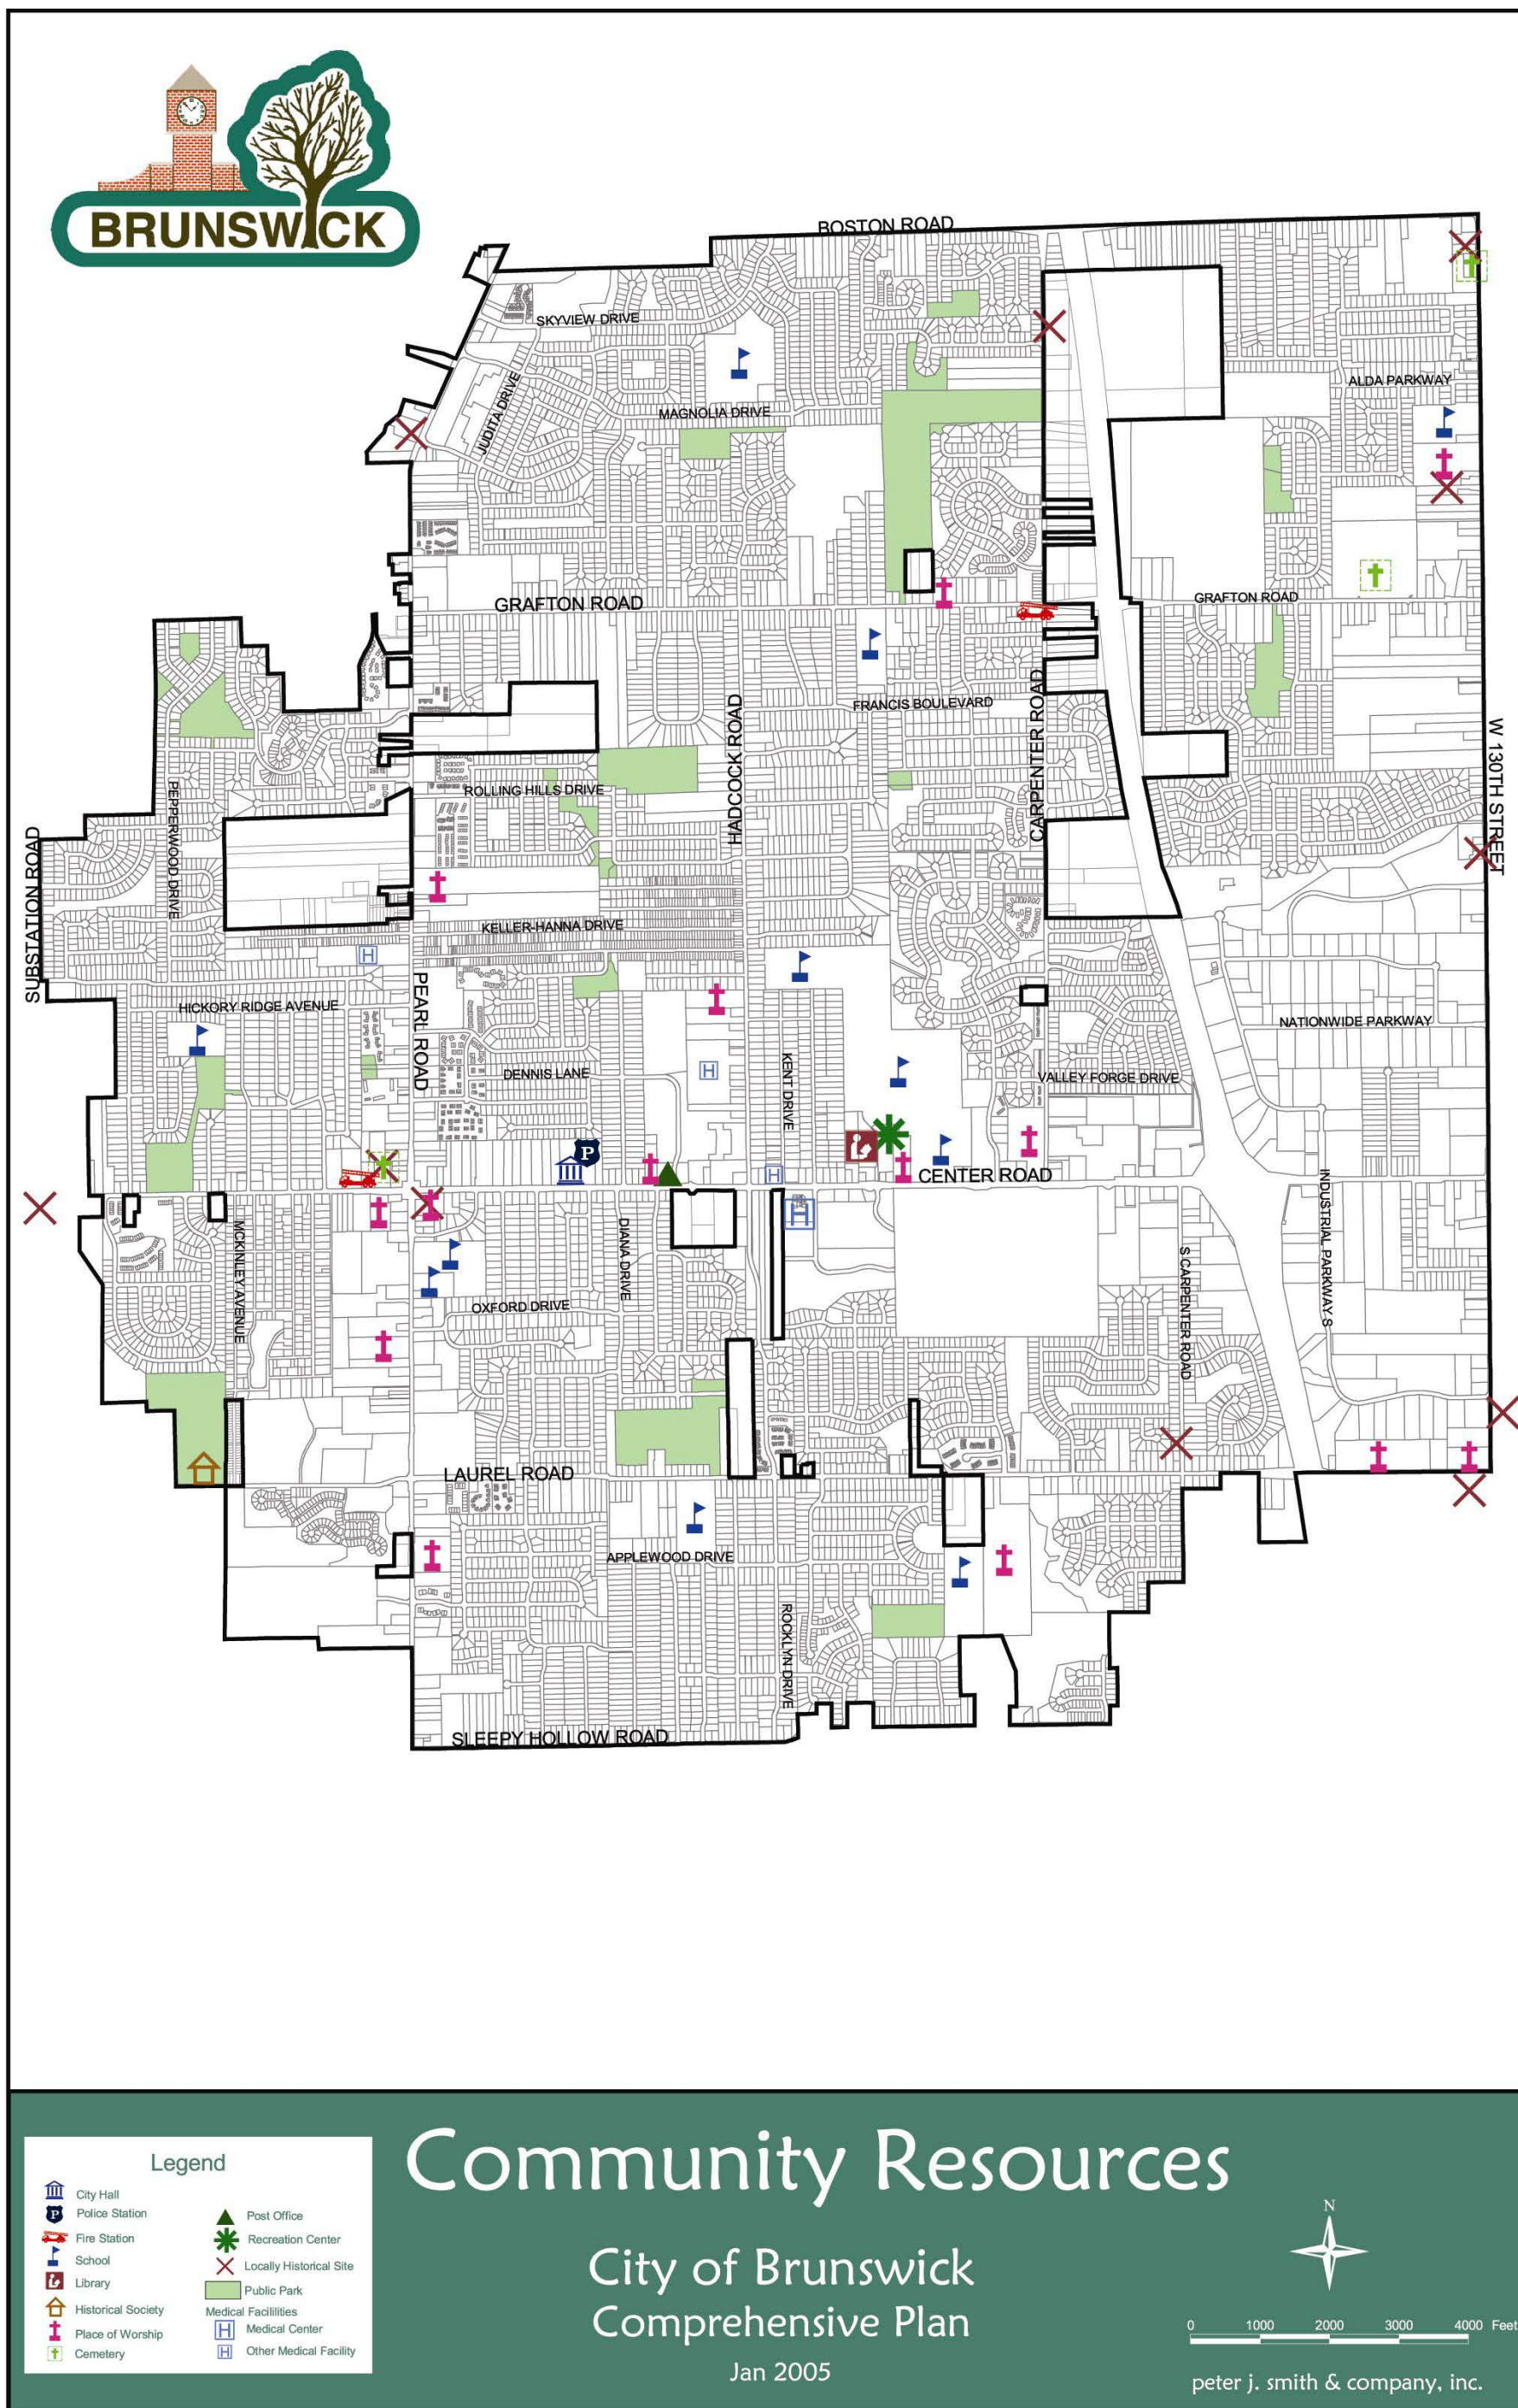 BRUNSWICK
BOSTON ROAD
SKYVIEW DRIVE
JUDITA DRIVE
MAGNOLIA DRIVE
ALDA PARKWAY
GRAFTON ROAD
GRAFTON ROAD
FRANCIS BOULEVARD
HADCOCK ROAD
CARPENTER ROAD
W 130TH STREET
ROLLING HILLS DRIVE
PEPPERWOOD DRIVE
SUBSTATION ROAD
KELLER-HANNA DRIVE
HICKORY RIDGE AVENUE
PEARL ROAD
NATIONWIDE PARKWAY
DENNIS LANE
KENT DRIVE
VALLEY FORGE DRIVE
CENTER ROAD
INDUSTRIAL PARKWAY S
MCKINLEY AVENUE
DIANA DRIVE
S CARPENTER ROAD
OXFORD DRIVE
LAUREL ROAD
APPLEWOOD DRIVE
ROCKLYN DRIVE
SLEEPY HOLLOW ROAD
H
H
H
H
P
Legend
City Hall
P
Police Station
Fire Station
School
Library
Historical Society
Place of Worship
Cemetery
Post Office
Recreation Center
Locally Historical Site
Public Park
Medical Facililities
H
Medical Center
H
Other Medical Facility
Community Resources
City of Brunswick
Comprehensive Plan
Jan 2005
N
0 1000 2000 3000 4000 Feet
peter j. smith & company, inc.